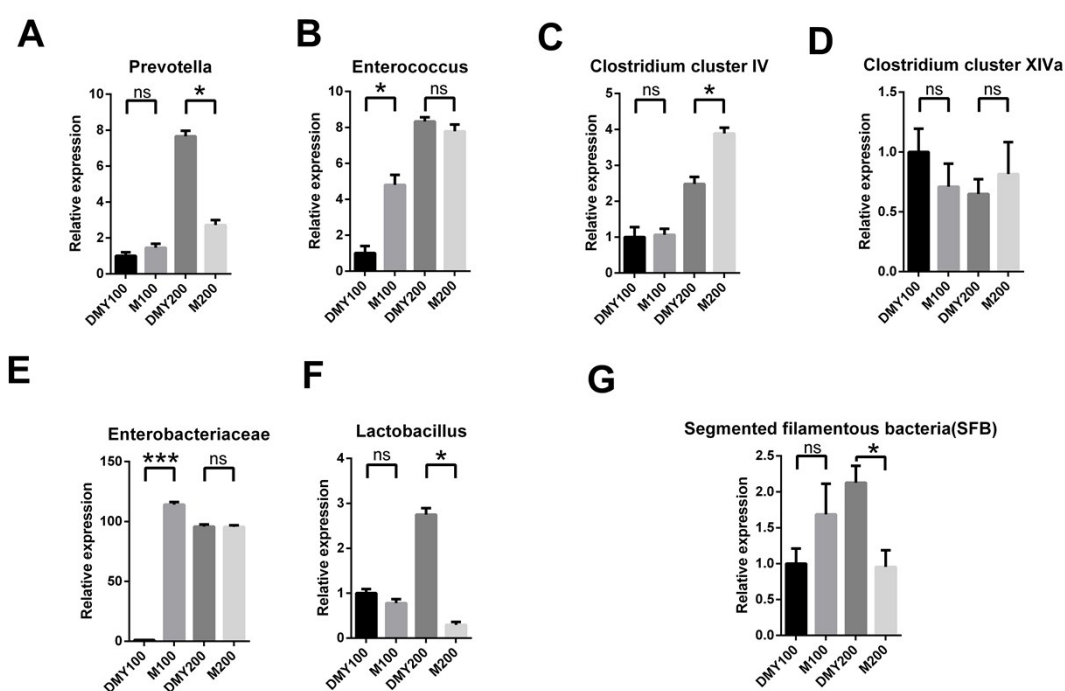 A
Prevotella
ns
*
Relative expression
10
8
6
4
2
0
DMY100
M100
DMY200
M200
B
Enterococcus
*
ns
Relative expression
10
8
6
4
2
0
DMY100
M100
DMY200
M200
C
Clostridium cluster IV
ns
*
Relative expression
5
4
3
2
1
0
DMY100
M100
DMY200
M200
D
Clostridium cluster XIVa
ns
ns
Relative expression
1.5
1.0
0.5
0.0
DMY100
M100
DMY200
M200
E
Enterobacteriaceae
***
ns
Relative expression
150
100
50
0
DMY100
M100
DMY200
M200
F
Lactobacillus
ns
*
Relative expression
4
3
2
1
0
DMY100
M100
DMY200
M200
G
Segmented filamentous bacteria(SFB)
ns
*
Relative expression
2.5
2.0
1.5
1.0
0.5
0.0
DMY100
M100
DMY200
M200